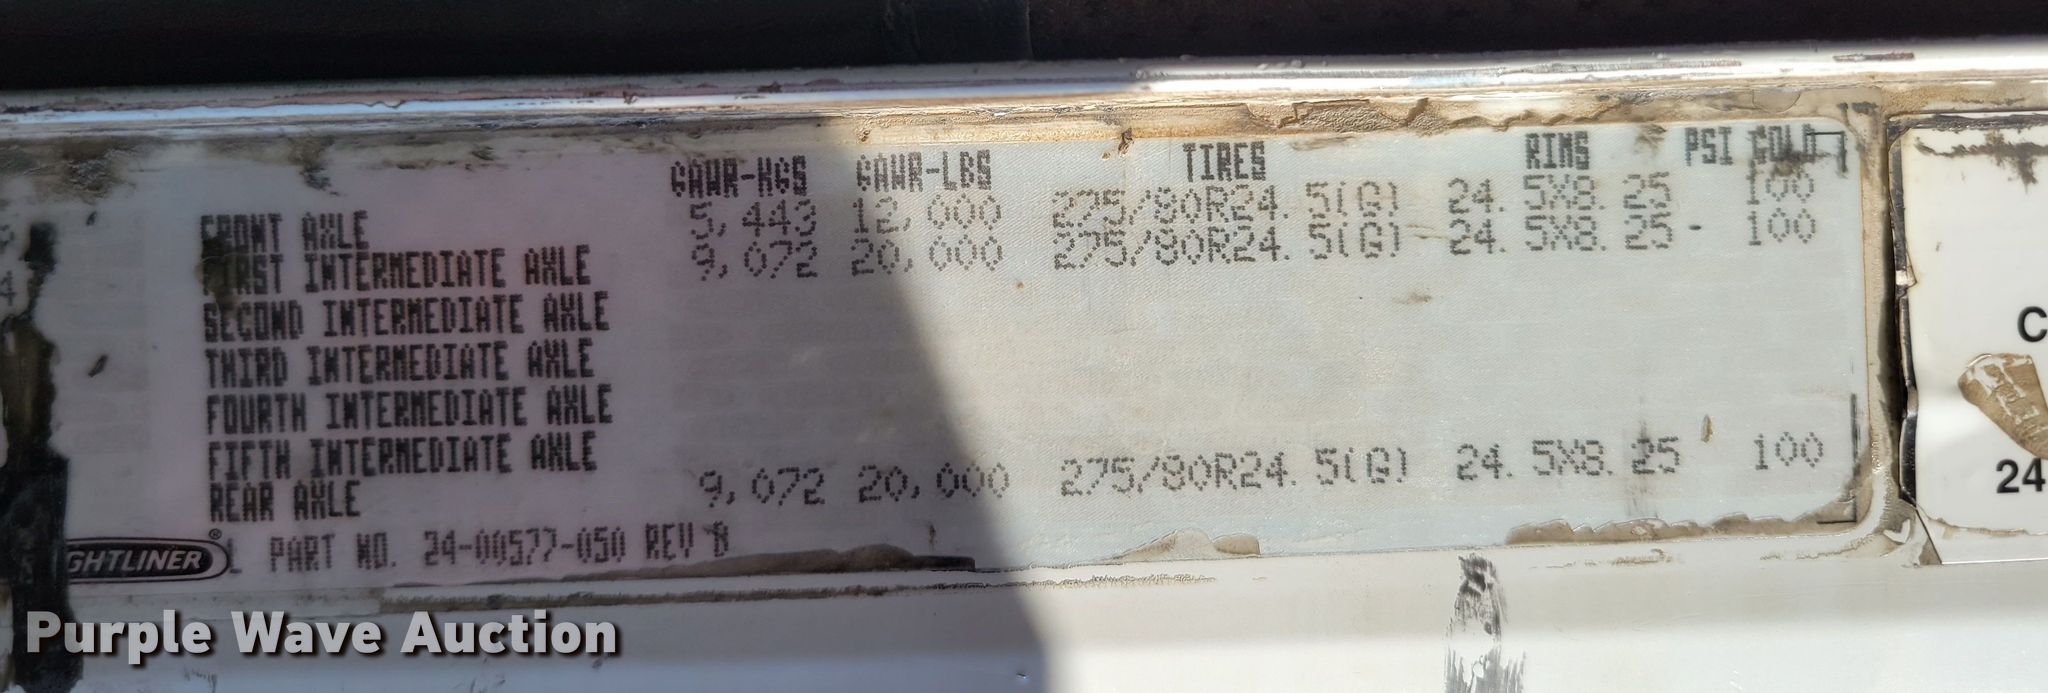 GAWR-KGS GAWR-LBS TIRES RIMS PSI COLD
FRONT AXLE 5,443 12,000 275/80R24.5(G) 24.5X8.25 100
FIRST INTERMEDIATE AXLE 9,072 20,000 275/80R24.5(G) 24.5X8.25 100
SECOND INTERMEDIATE AXLE
THIRD INTERMEDIATE AXLE
FOURTH INTERMEDIATE AXLE
FIFTH INTERMEDIATE AXLE
REAR AXLE 9,072 20,000 275/80R24.5(G) 24.5X8.25 100
GHTLINER® L PART NO. 24-00577-050 REV B
4
C
24
Purple Wave Auction